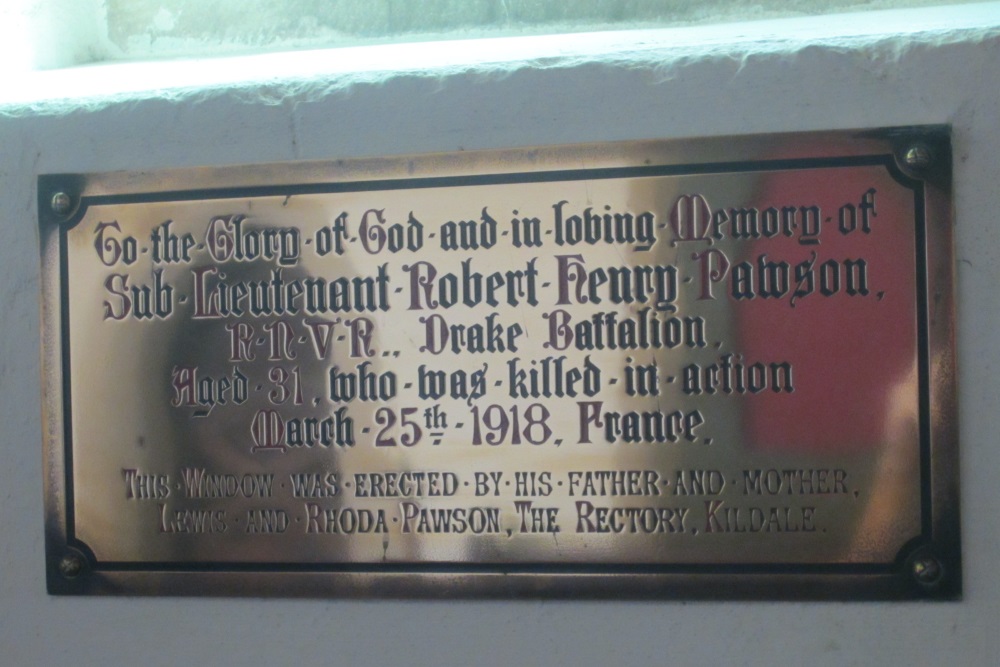 To·the·Glory·of·God·and·in·loving·Memory·of
Sub·Lieutenant·Robert·Henry·Pawson,
R·N·V·R., Drake Battalion,
Aged·31, who·was·killed·in·action
March·25th·1918, France.
THIS·WINDOW·WAS·ERECTED·BY·HIS·FATHER·AND·MOTHER,
LEWIS·AND·RHODA·PAWSON, THE RECTORY, KILDALE.